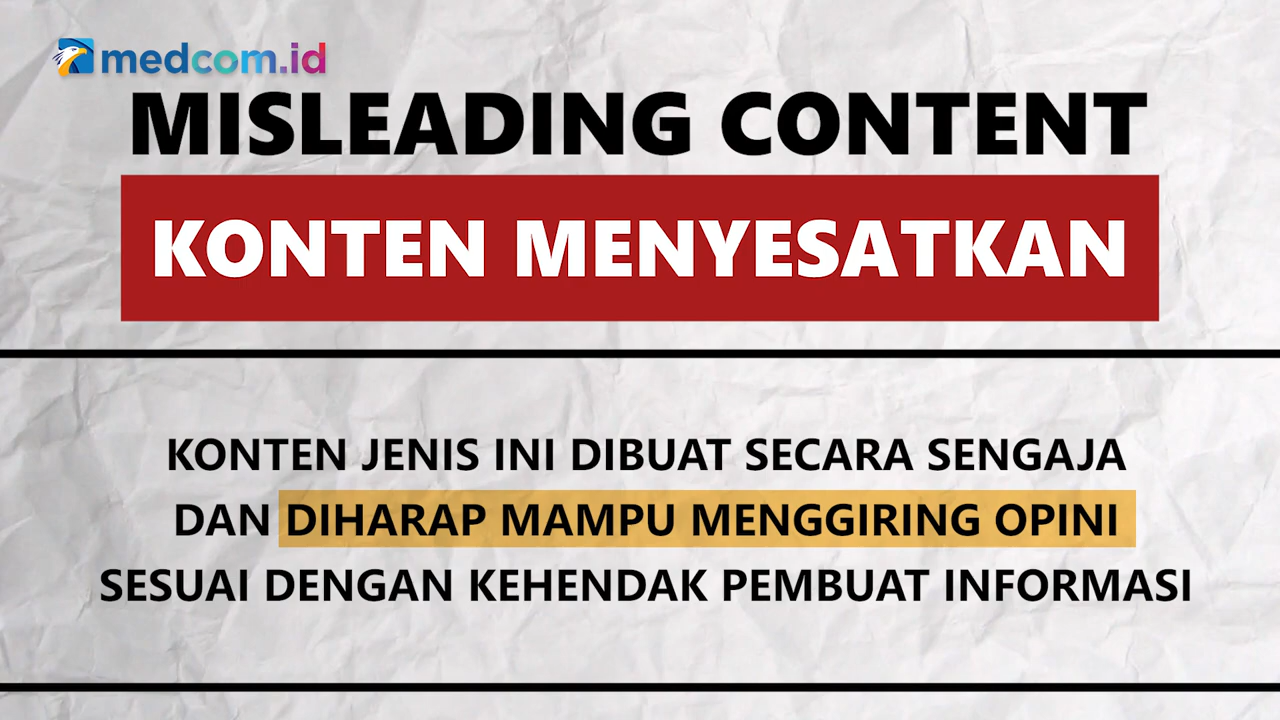 medcom.id
MISLEADING CONTENT
KONTEN MENYESATKAN
KONTEN JENIS INI DIBUAT SECARA SENGAJA
DAN DIHARAP MAMPU MENGGIRING OPINI
SESUAI DENGAN KEHENDAK PEMBUAT INFORMASI